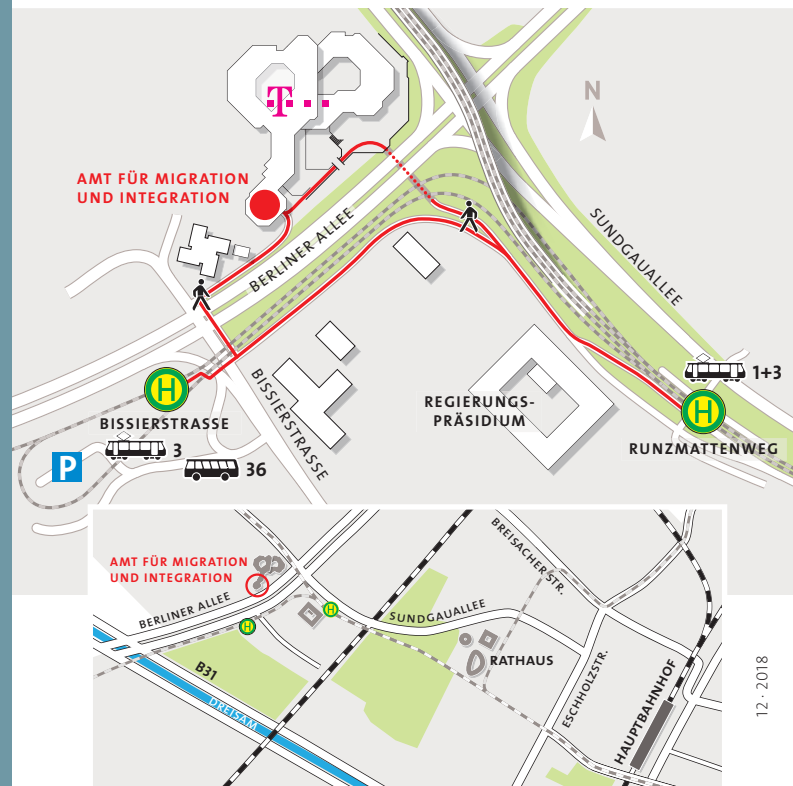 T
N
AMT FÜR MIGRATION
UND INTEGRATION
BERLINER ALLEE
SUNDGAUALLEE
H
BISSIERSTRASSE
3
36
P
BISSIERSTRASSE
REGIERUNGS-
PRÄSIDIUM
1+3
H
RUNZMATTENWEG
AMT FÜR MIGRATION
UND INTEGRATION
BERLINER ALLEE
H
H
SUNDGAUALLEE
BREISACHER STR.
RATHAUS
ESCHHOLZSTR.
HAUPTBAHNHOF
B31
DREISAM
12 · 2018